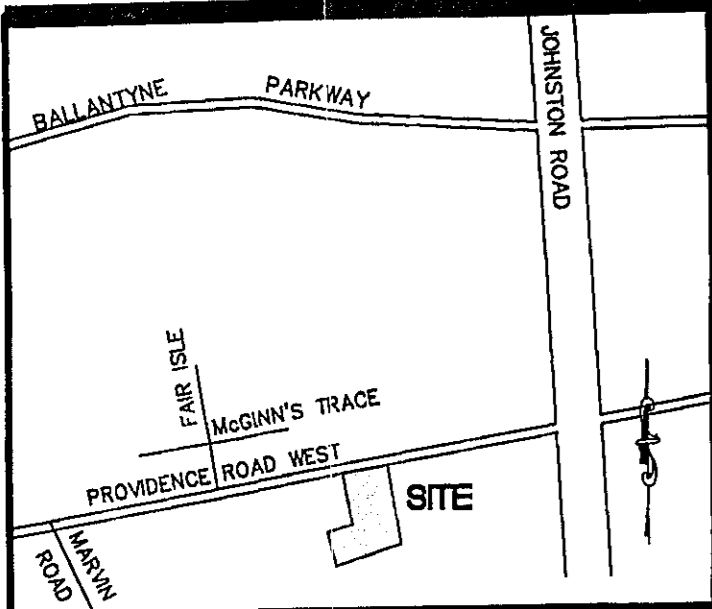 BALLANTYNE PARKWAY
JOHNSTON ROAD
FAIR ISLE
McGINN'S TRACE
PROVIDENCE ROAD WEST
SITE
MARVIN
ROAD